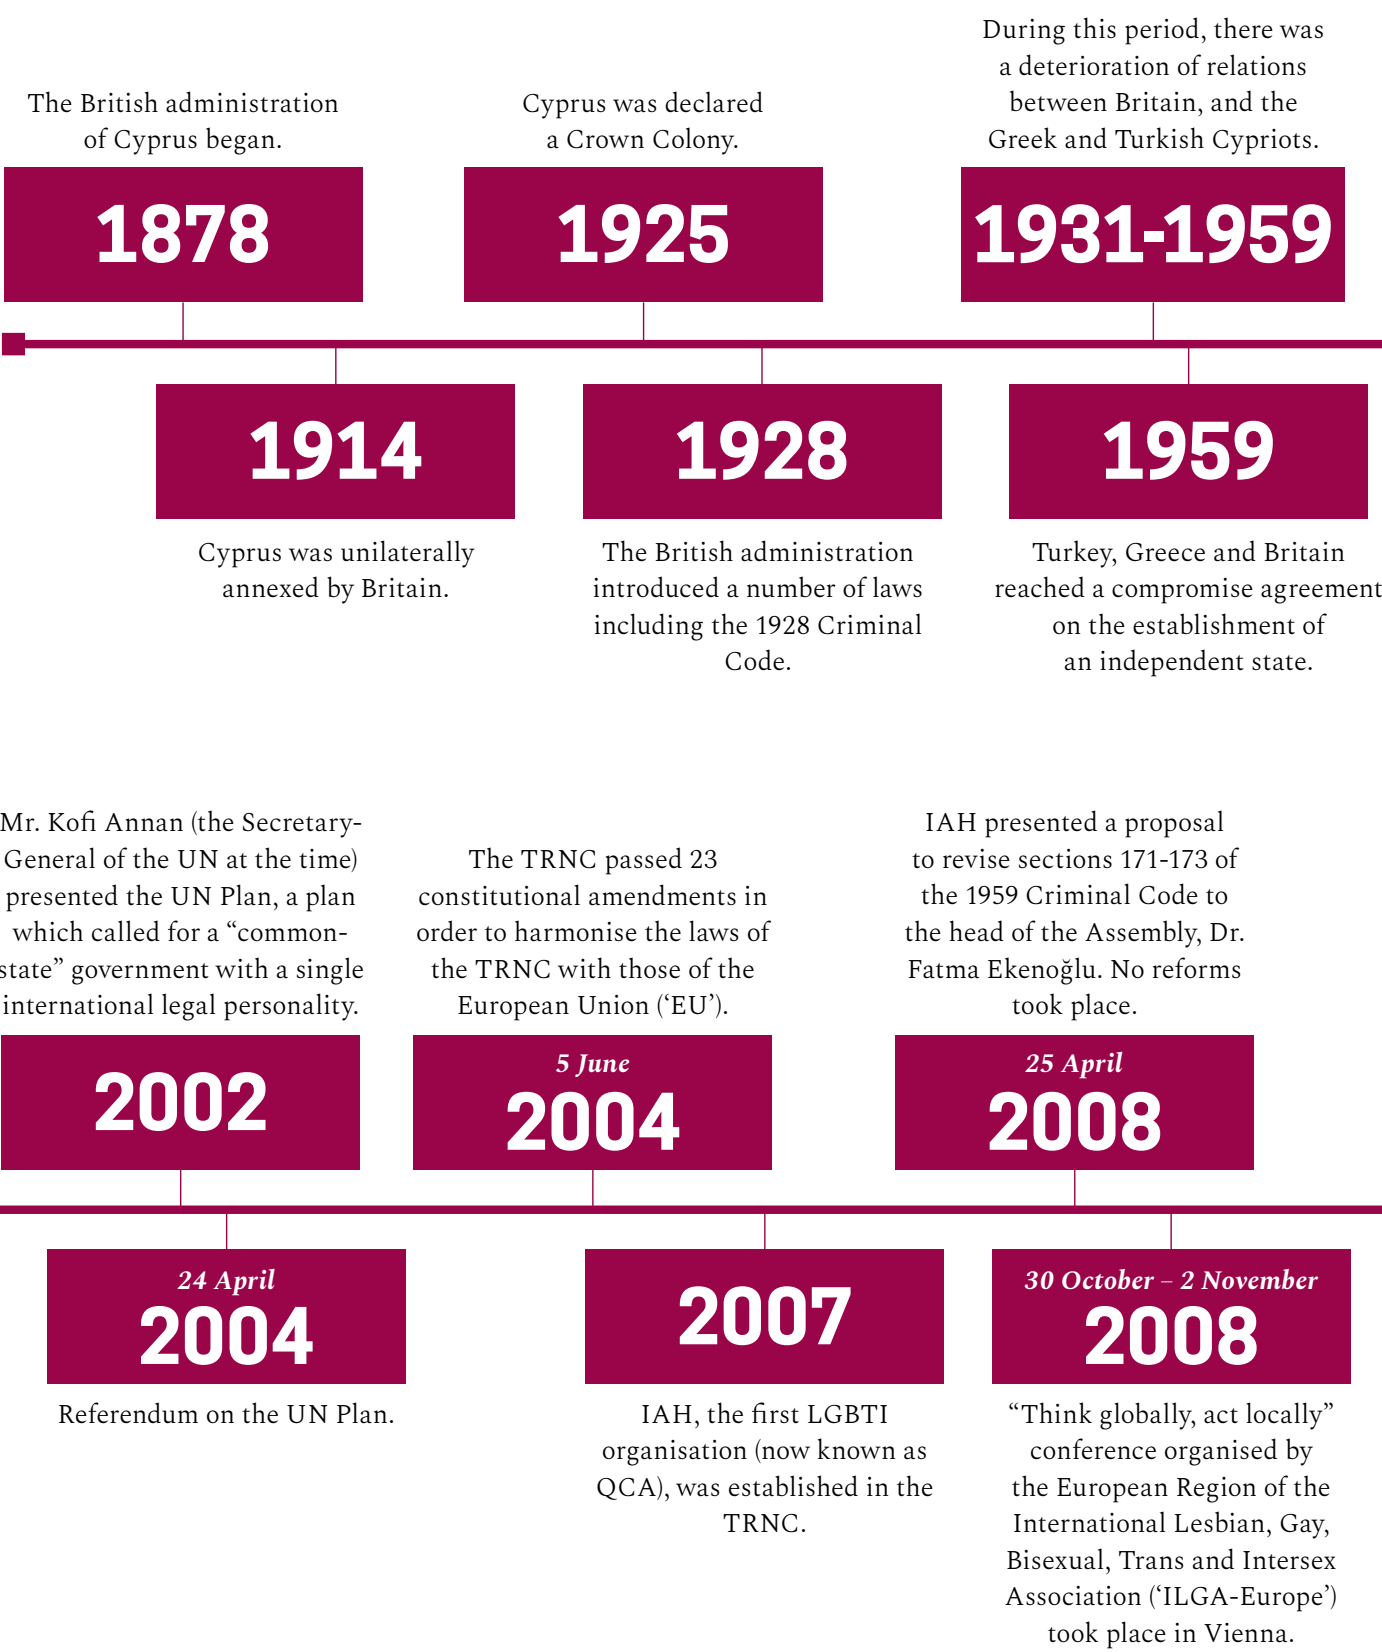 The British administration
of Cyprus began.
1878
Cyprus was unilaterally
annexed by Britain.
1914
Cyprus was declared
a Crown Colony.
1925
1928
The British administration
introduced a number of laws
including the 1928 Criminal
Code.
During this period, there was
a deterioration of relations
between Britain, and the
Greek and Turkish Cypriots.
1931-1959
1959
Turkey, Greece and Britain
reached a compromise agreement
on the establishment of
an independent state.
Mr. Kofi Annan (the Secretary-
General of the UN at the time)
presented the UN Plan, a plan
which called for a “common-
state” government with a single
international legal personality.
2002
24 April
2004
Referendum on the UN Plan.
The TRNC passed 23
constitutional amendments in
order to harmonise the laws of
the TRNC with those of the
European Union (‘EU’).
5 June
2004
2007
IAH, the first LGBTI
organisation (now known as
QCA), was established in the
TRNC.
IAH presented a proposal
to revise sections 171-173 of
the 1959 Criminal Code to
the head of the Assembly, Dr.
Fatma Ekenoğlu. No reforms
took place.
25 April
2008
30 October – 2 November
2008
“Think globally, act locally”
conference organised by
the European Region of the
International Lesbian, Gay,
Bisexual, Trans and Intersex
Association (‘ILGA-Europe’)
took place in Vienna.